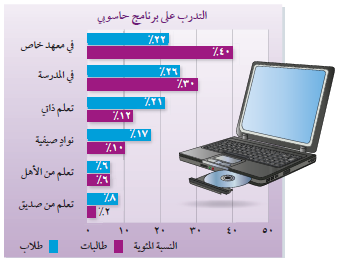 التدرب على برنامج حاسوبي
في معهد خاص
٪٢٢
٪٤٠
في المدرسة
٪٢٦
٪٣٠
تعلم ذاتي
٪٢١
٪١٢
نوادٍ صيفية
٪١٧
٪١٠
تعلم من الأهل
٪٦
٪٦
تعلم من صديق
٪٨
٪٢
٠ ١٠ ٢٠ ٣٠ ٤٠ ٥٠
النسبة المئوية طالبات طلاب